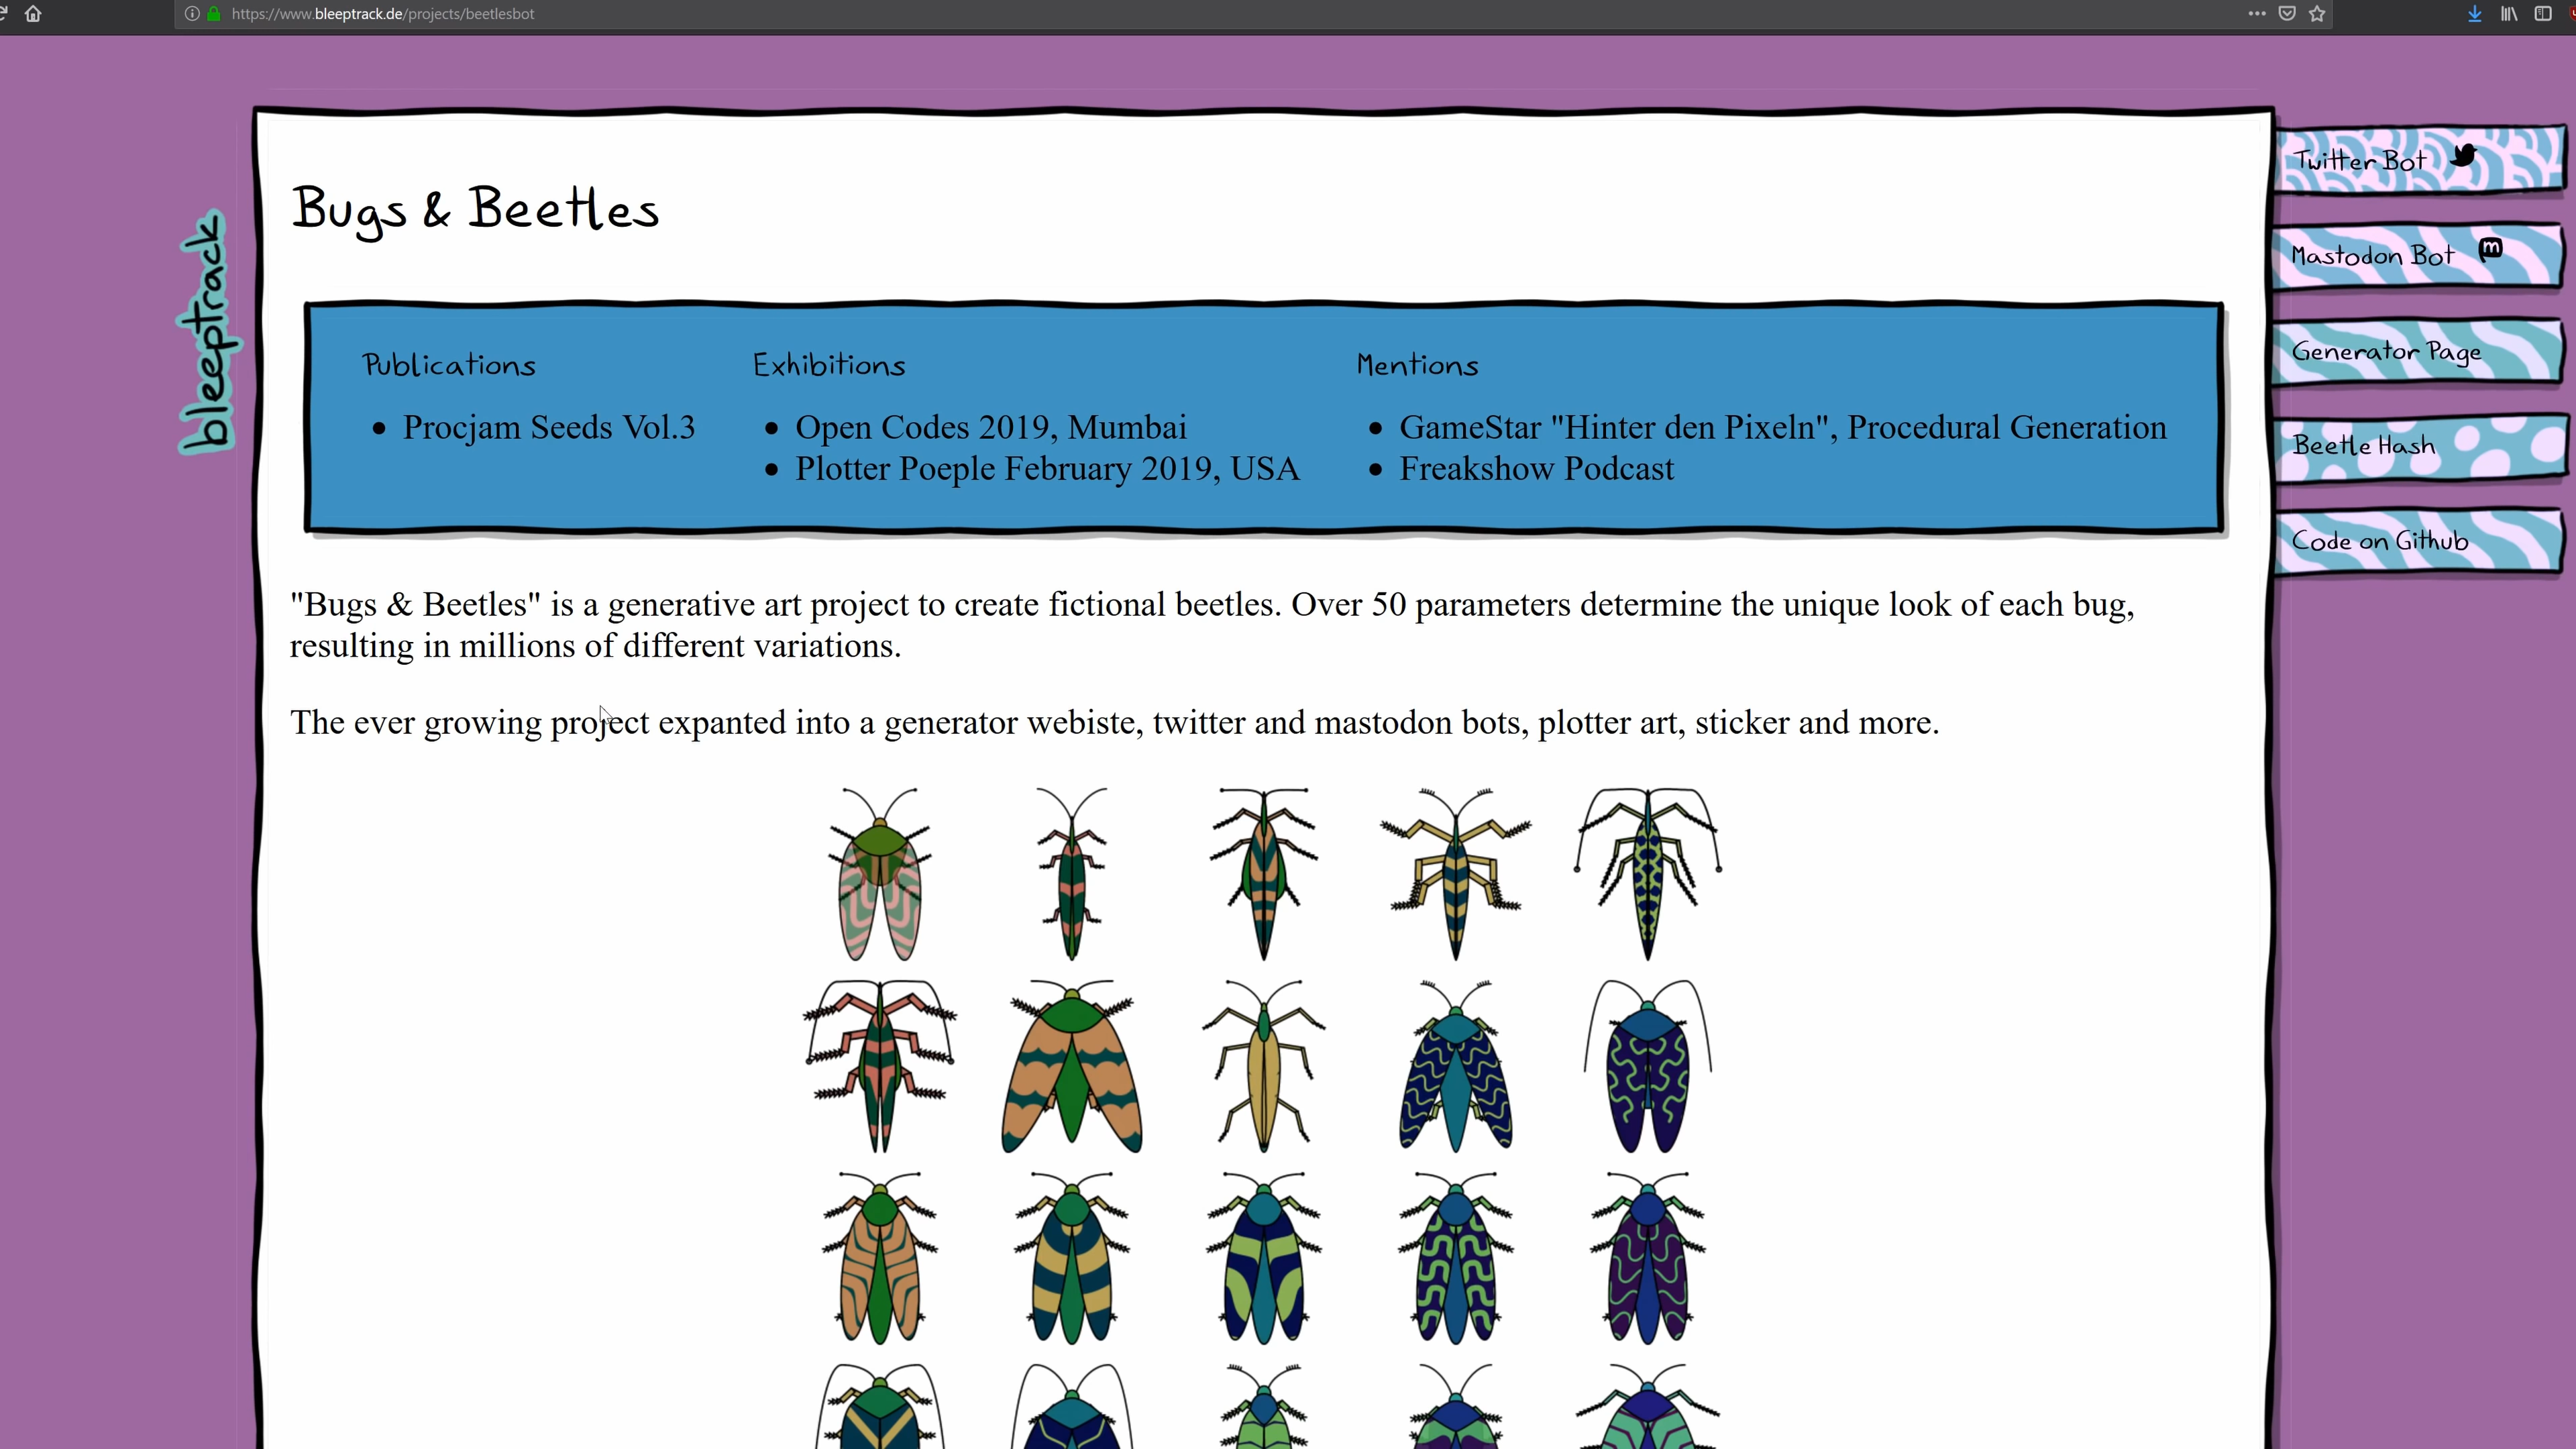 https://www.bleeptrack.de/projects/beetlesbot
bleeptrack
Bugs & Beetles
Publications
Procjam Seeds Vol.3
Exhibitions
Open Codes 2019, Mumbai
Plotter Poeple February 2019, USA
Mentions
GameStar "Hinter den Pixeln", Procedural Generation
Freakshow Podcast
"Bugs & Beetles" is a generative art project to create fictional beetles. Over 50 parameters determine the unique look of each bug,
resulting in millions of different variations.
The ever growing project expanted into a generator webiste, twitter and mastodon bots, plotter art, sticker and more.
Twitter Bot
Mastodon Bot
Generator Page
Beetle Hash
Code on Github